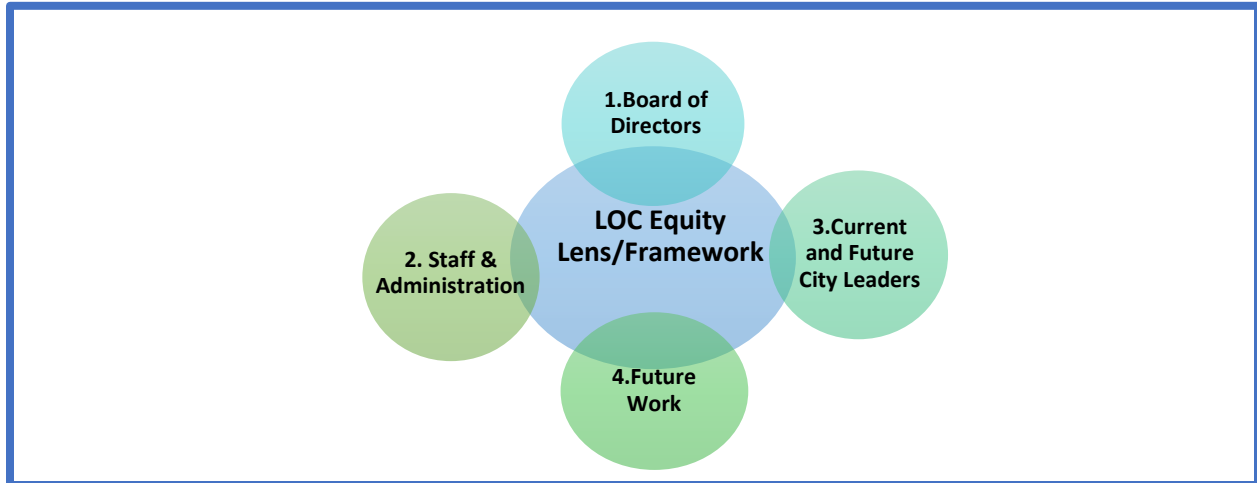 1.Board of
Directors
LOC Equity
Lens/Framework
2. Staff &
Administration
3.Current
and Future
City Leaders
4.Future
Work